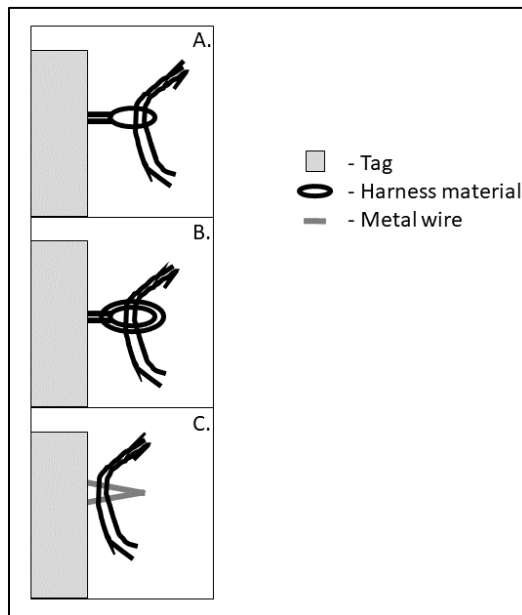 A.
B.
C.
- Tag
- Harness material
- Metal wire